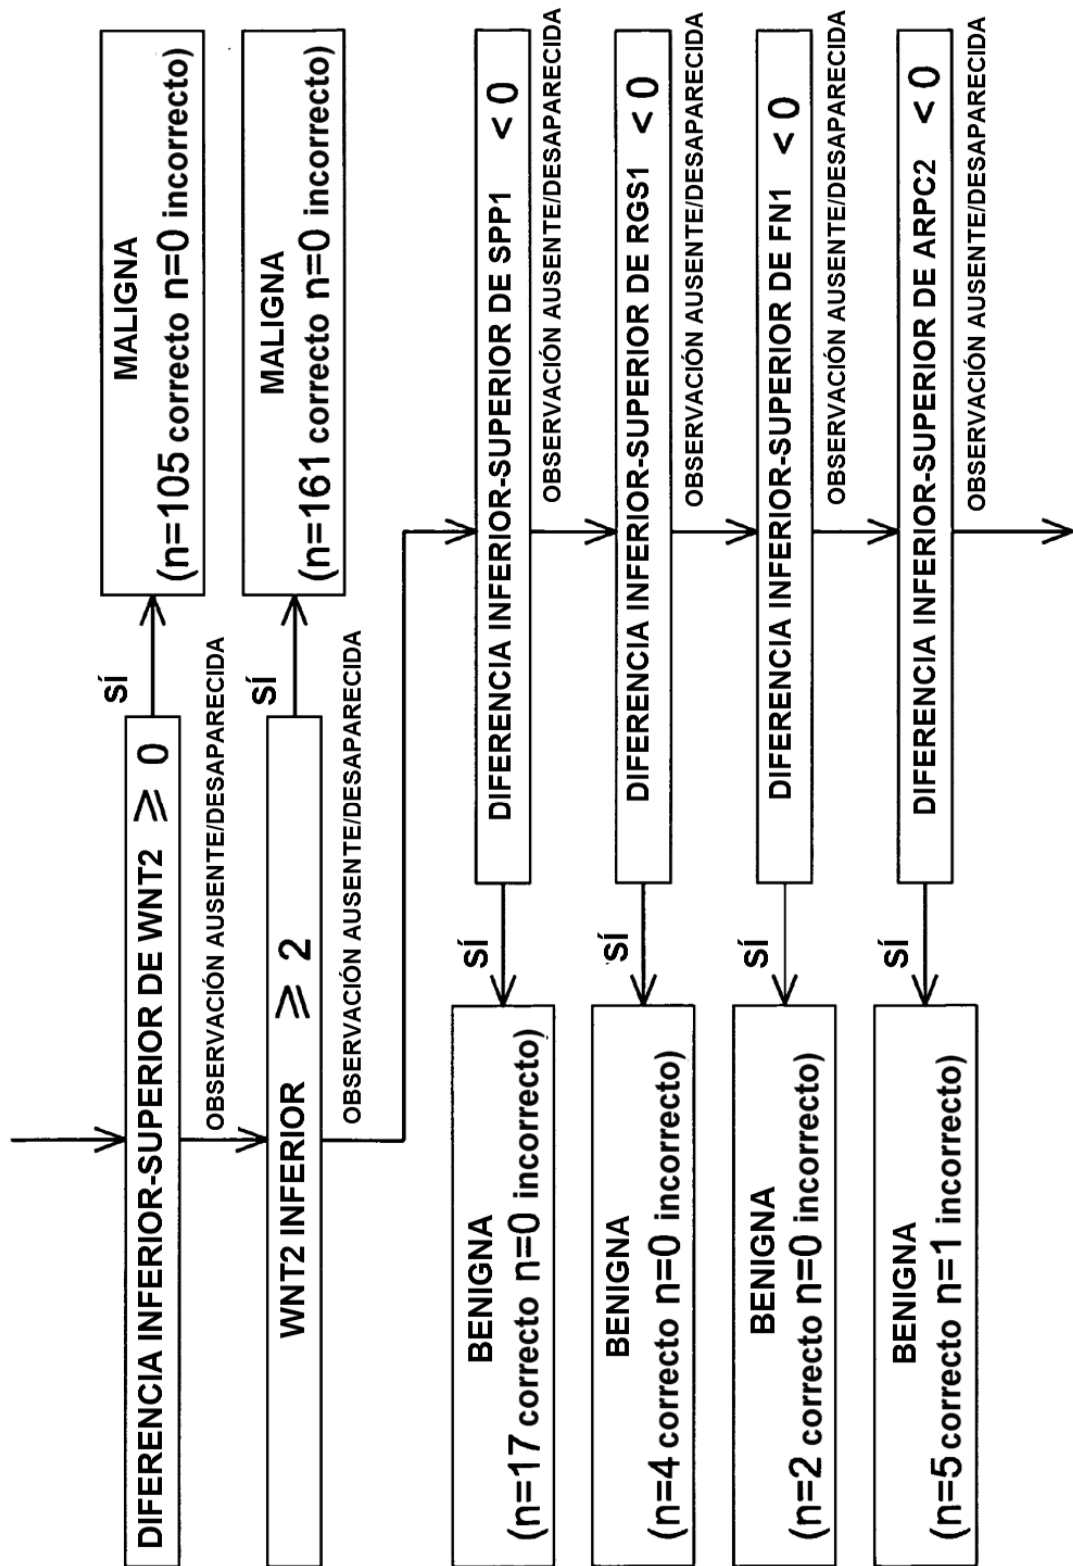 DIFERENCIA INFERIOR-SUPERIOR DE WNT2 ≥ 0
SÍ
MALIGNA
(n=105 correcto n=0 incorrecto)
OBSERVACIÓN AUSENTE/DESAPARECIDA
WNT2 INFERIOR ≥ 2
SÍ
MALIGNA
(n=161 correcto n=0 incorrecto)
OBSERVACIÓN AUSENTE/DESAPARECIDA
DIFERENCIA INFERIOR-SUPERIOR DE SPP1 < 0
SÍ
BENIGNA
(n=17 correcto n=0 incorrecto)
OBSERVACIÓN AUSENTE/DESAPARECIDA
DIFERENCIA INFERIOR-SUPERIOR DE RGS1 < 0
SÍ
BENIGNA
(n=4 correcto n=0 incorrecto)
OBSERVACIÓN AUSENTE/DESAPARECIDA
DIFERENCIA INFERIOR-SUPERIOR DE FN1 < 0
SÍ
BENIGNA
(n=2 correcto n=0 incorrecto)
OBSERVACIÓN AUSENTE/DESAPARECIDA
DIFERENCIA INFERIOR-SUPERIOR DE ARPC2 < 0
SÍ
BENIGNA
(n=5 correcto n=1 incorrecto)
OBSERVACIÓN AUSENTE/DESAPARECIDA